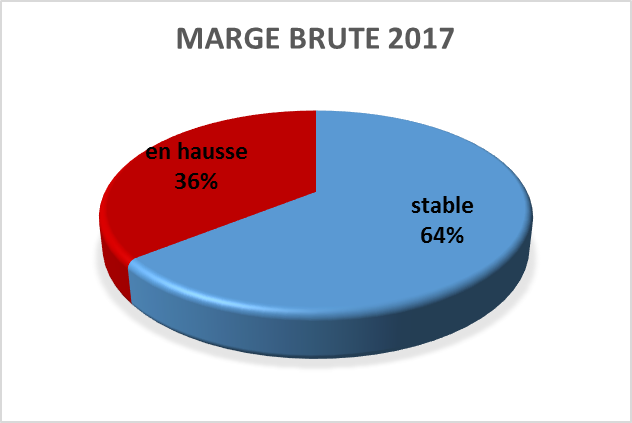 MARGE BRUTE 2017
en hausse
36%
stable
64%